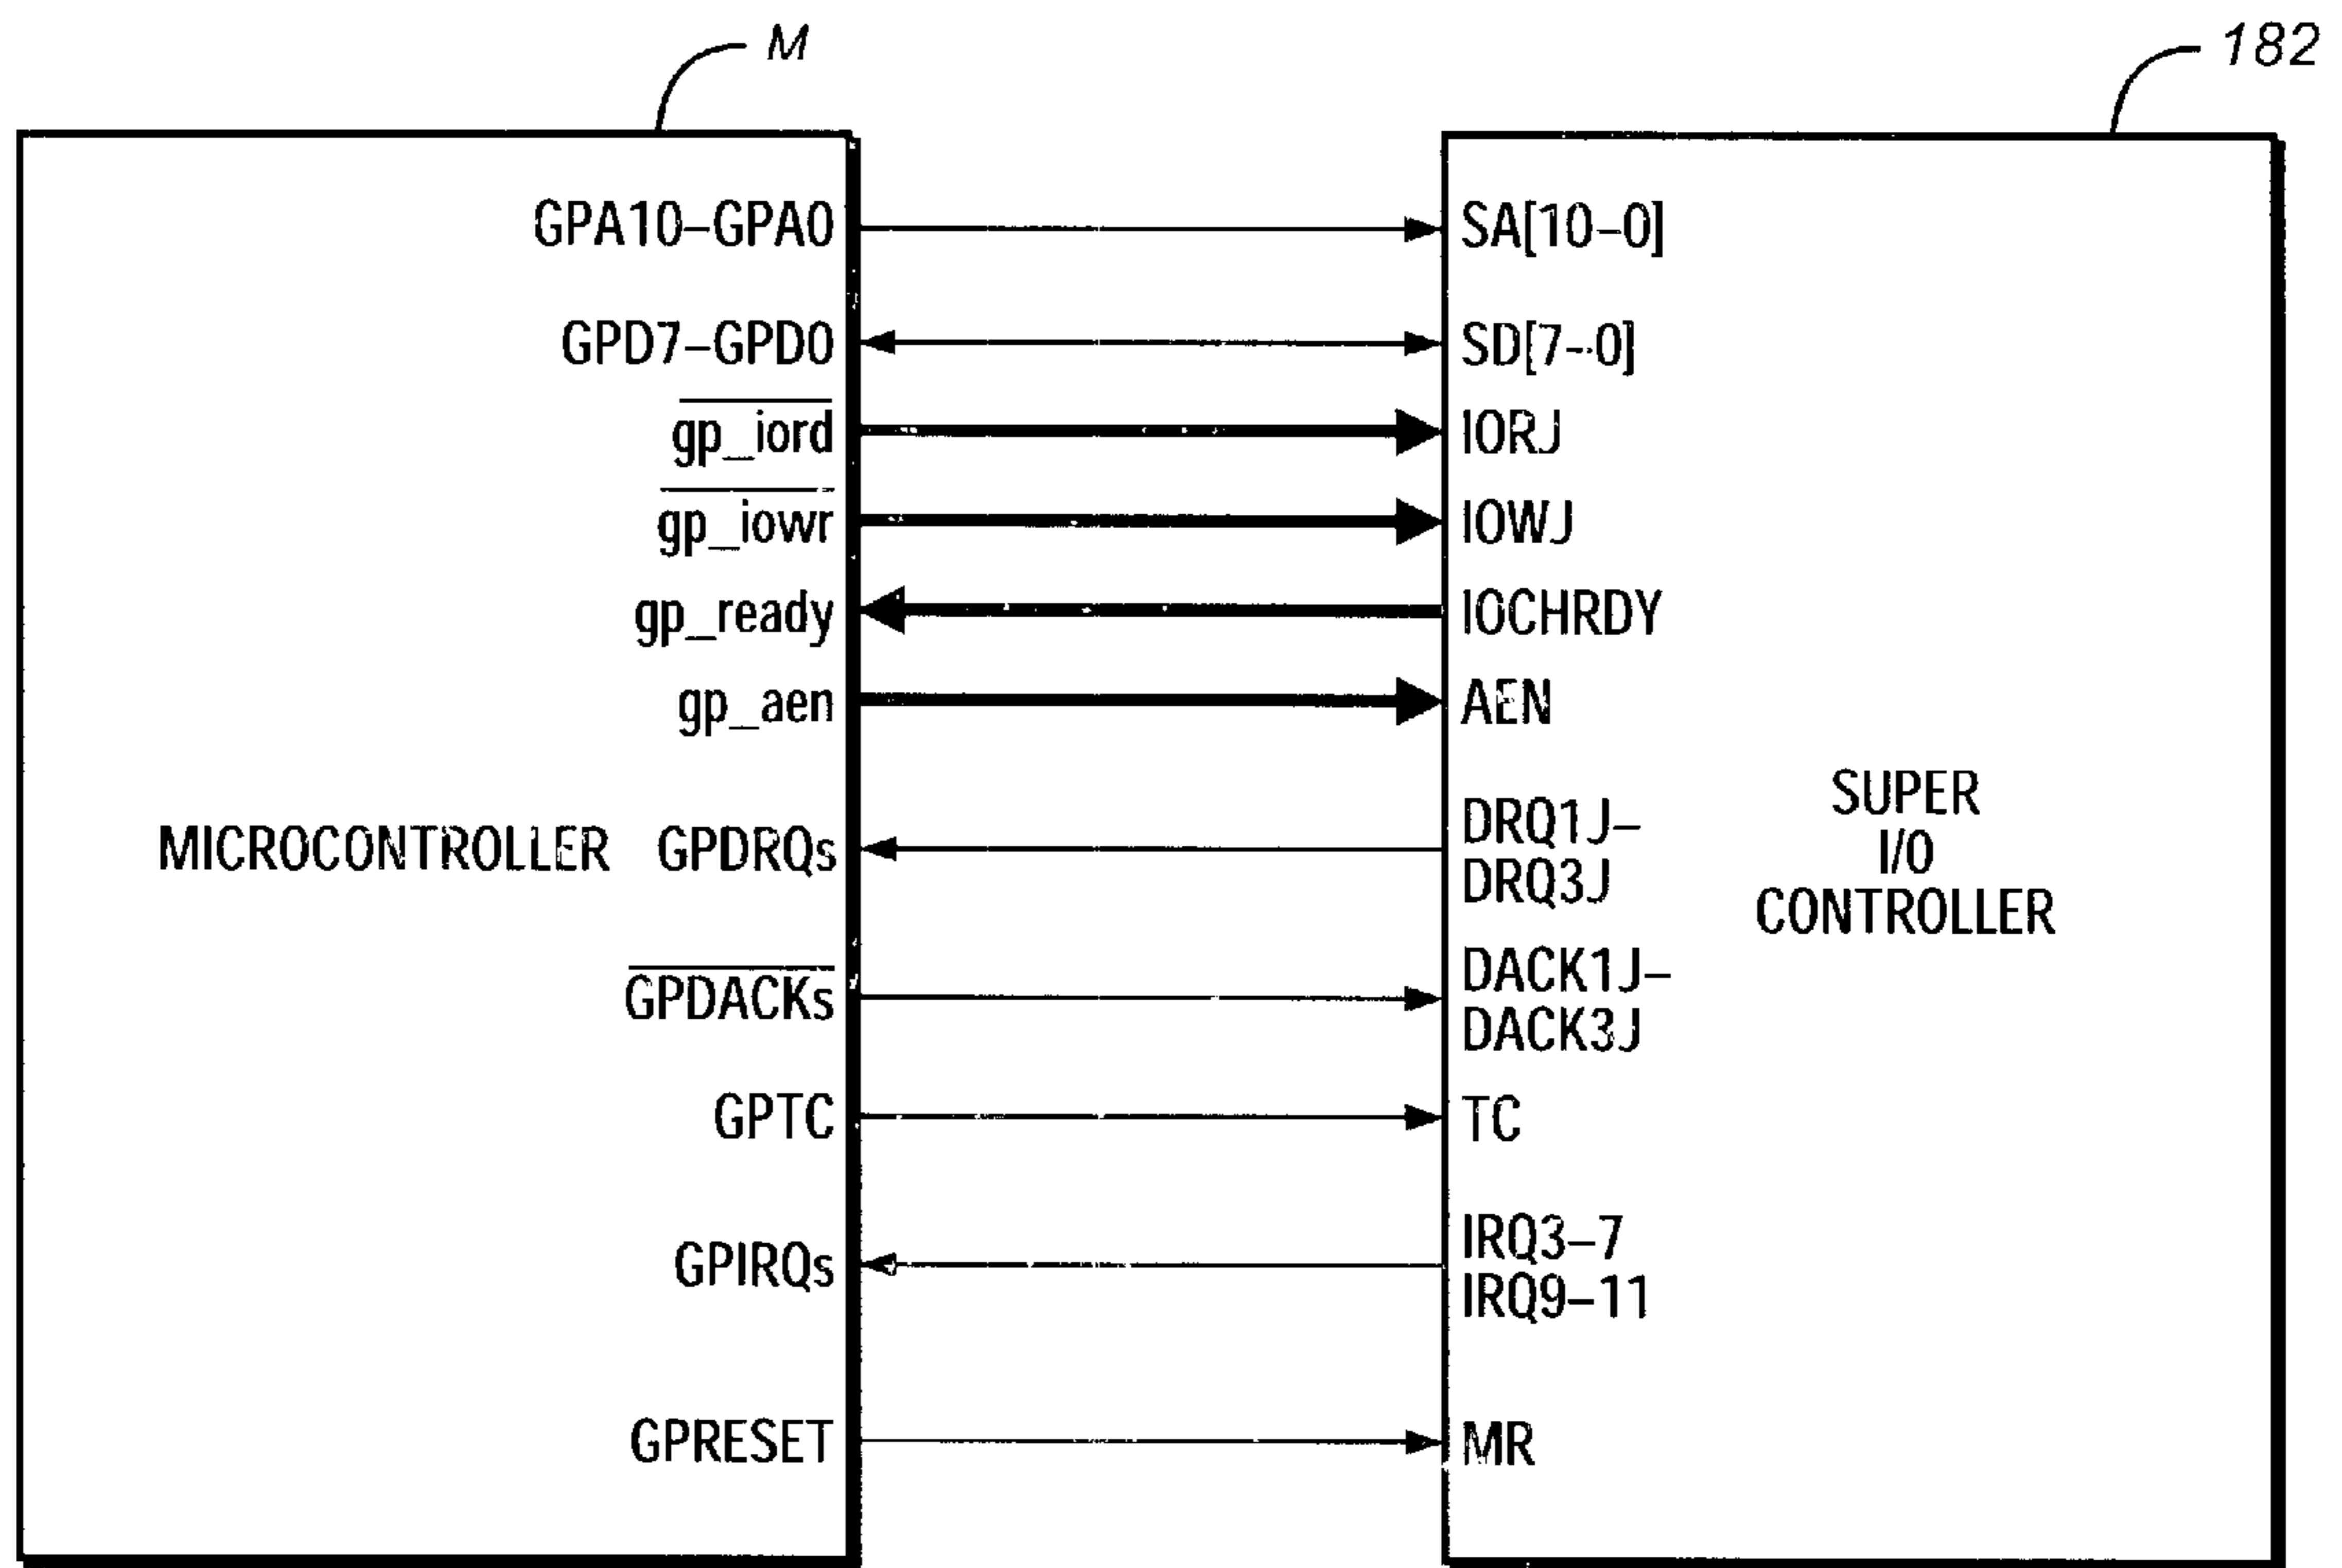 M
182
GPA10–GPA0
SA[10–0]
GPD7–GPD0
SD[7–0]
gp_iord
IORJ
gp_iowr
IOWJ
gp_ready
IOCHRDY
gp_aen
AEN
MICROCONTROLLER
GPDRQs
DRQ1J–
DRQ3J
SUPER
I/O
CONTROLLER
GPDACKs
DACK1J–
DACK3J
GPTC
TC
GPIRQs
IRQ3–7
IRQ9–11
GPRESET
MR